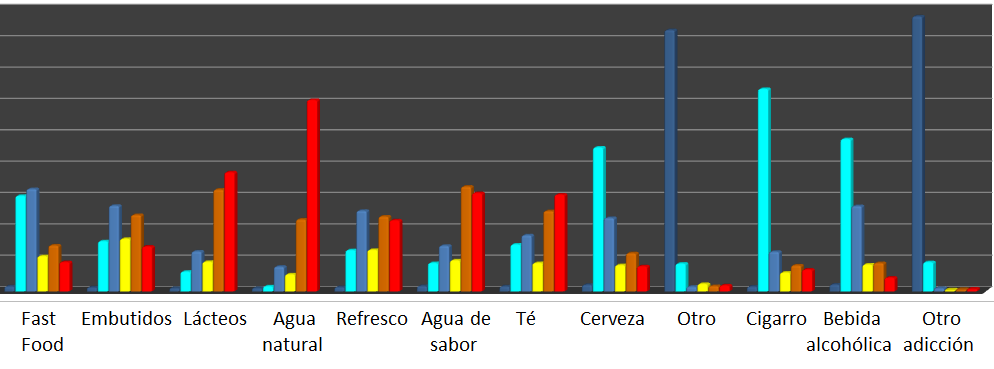 Fast Food
Embutidos
Lácteos
Agua natural
Refresco
Agua de sabor
Té
Cerveza
Otro
Cigarro
Bebida alcohólica
Otro adicción